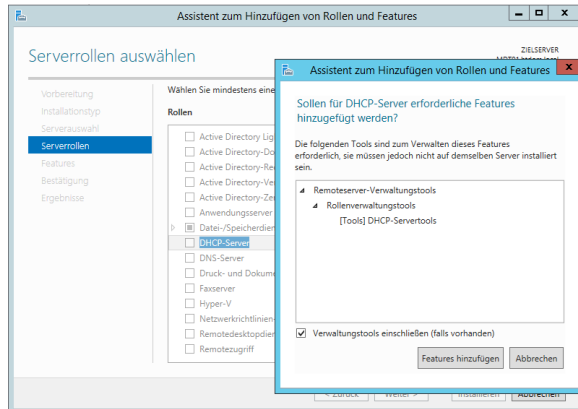 Assistent zum Hinzufügen von Rollen und Features
Serverrollen auswählen
ZIELSERVER
Vorbereitung
Installationstyp
Serverauswahl
Serverrollen
Features
Bestätigung
Ergebnisse
Wählen Sie mindestens eine
Rollen
Active Directory Lig
Active Directory-Do
Active Directory-Rec
Active Directory-Ve
Active Directory-Zer
Anwendungsserver
Datei-/Speicherdien
DHCP-Server
DNS-Server
Druck- und Dokume
Faxserver
Hyper-V
Netzwerkrichtlinien-
Remotedesktopdien
Remotezugriff
Assistent zum Hinzufügen von Rollen und Features
Sollen für DHCP-Server erforderliche Features
hinzugefügt werden?
Die folgenden Tools sind zum Verwalten dieses Features
erforderlich, sie müssen jedoch nicht auf demselben Server installiert
sein.
Remoteserver-Verwaltungstools
Rollenverwaltungstools
[Tools] DHCP-Servertools
Verwaltungstools einschließen (falls vorhanden)
Features hinzufügen Abbrechen
< Zurück Weiter > Installieren Abbrechen